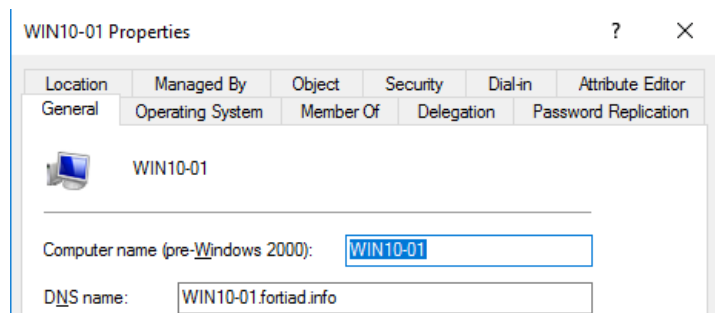 WIN10-01 Properties ? ×
Location Managed By Object Security Dial-in Attribute Editor
General Operating System Member Of Delegation Password Replication
WIN10-01
Computer name (pre-Windows 2000): WIN10-01
DNS name: WIN10-01.fortiad.info